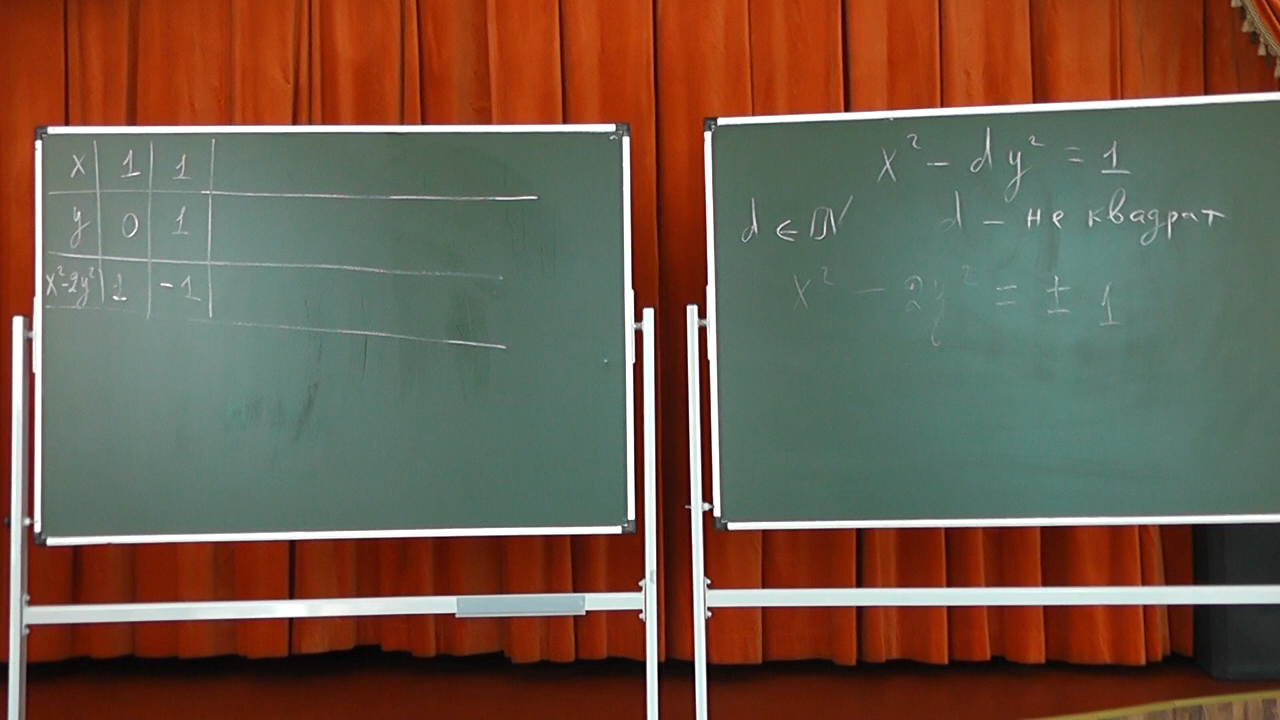 x 1 1
y 0 1
x²-2y² 1 -1
x² - dy² = 1
d ∈ ℕ d - не квадрат
x² - 2y² = ± 1